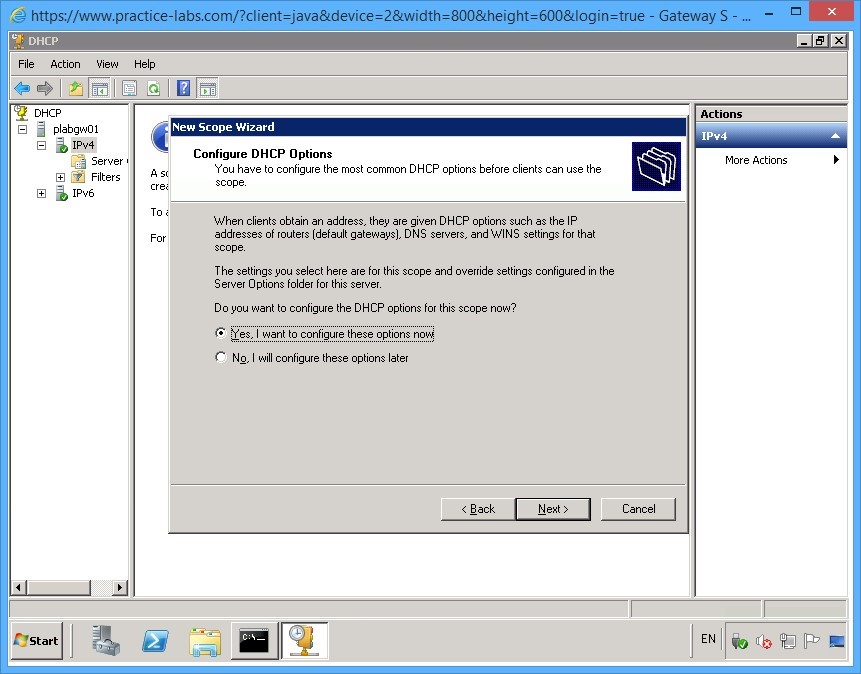 https://www.practice-labs.com/?client=java&device=2&width=800&height=600&login=true - Gateway S - ...
DHCP
File Action View Help
DHCP
plabgw01
IPv4
Server
Filters
IPv6
New Scope Wizard
Configure DHCP Options
You have to configure the most common DHCP options before clients can use the
scope.
When clients obtain an address, they are given DHCP options such as the IP
addresses of routers (default gateways), DNS servers, and WINS settings for that
scope.
The settings you select here are for this scope and override settings configured in the
Server Options folder for this server.
Do you want to configure the DHCP options for this scope now?
Yes, I want to configure these options now
No, I will configure these options later
< Back Next > Cancel
To
For
Actions
IPv4
More Actions
Start
C:\
EN